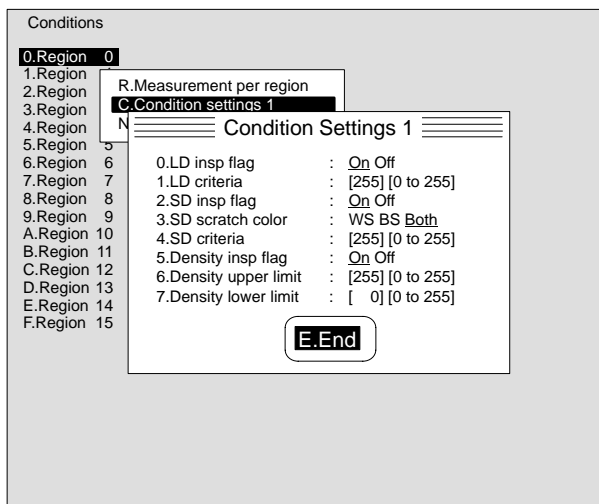 Conditions
0.Region 0
1.Region
2.Region
3.Region
4.Region
5.Region 5
6.Region 6
7.Region 7
8.Region 8
9.Region 9
A.Region 10
B.Region 11
C.Region 12
D.Region 13
E.Region 14
F.Region 15
R.Measurement per region
C.Condition settings 1
N
Condition Settings 1
0.LD insp flag : On Off
1.LD criteria : [255] [0 to 255]
2.SD insp flag : On Off
3.SD scratch color : WS BS Both
4.SD criteria : [255] [0 to 255]
5.Density insp flag : On Off
6.Density upper limit : [255] [0 to 255]
7.Density lower limit : [ 0] [0 to 255]
E.End